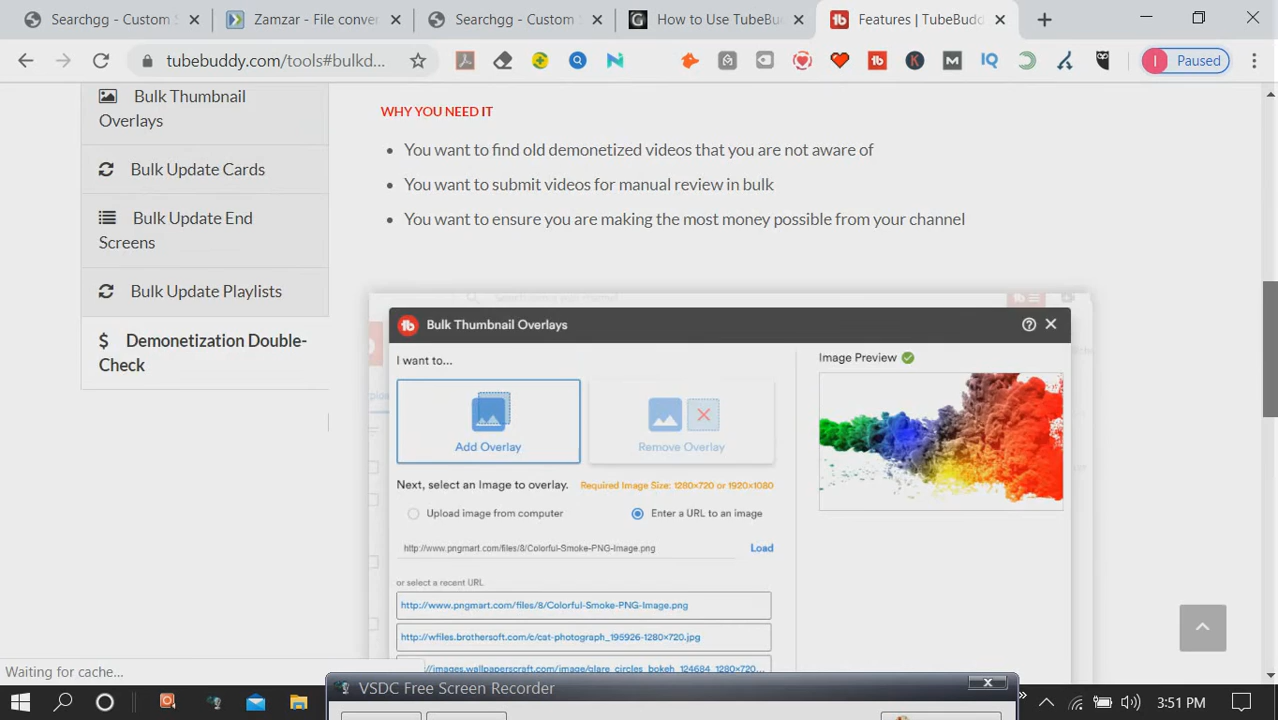 Searchgg - Custom S
Zamzar - File conver
Searchgg - Custom S
How to Use TubeBud
Features | TubeBudd
tubebuddy.com/tools#bulkd...
Paused
Bulk Thumbnail
Overlays
Bulk Update Cards
Bulk Update End
Screens
Bulk Update Playlists
$ Demonetization Double-
Check
WHY YOU NEED IT
• You want to find old demonetized videos that you are not aware of
• You want to submit videos for manual review in bulk
• You want to ensure you are making the most money possible from your channel
Bulk Thumbnail Overlays
I want to...
Add Overlay
Remove Overlay
Image Preview
Next, select an Image to overlay. Required Image Size: 1280×720 or 1920×1080
Upload image from computer
Enter a URL to an image
http://www.pngmart.com/files/8/Colorful-Smoke-PNG-Image.png
Load
or select a recent URL
http://www.pngmart.com/files/8/Colorful-Smoke-PNG-Image.png
http://wfiles.brothersoft.com/c/cat-photograph_195926-1280×720.jpg
//images.wallpaperscraft.com/image/glare_circles_bokeh_124684_1280×720...
Waiting for cache...
VSDC Free Screen Recorder
3:51 PM